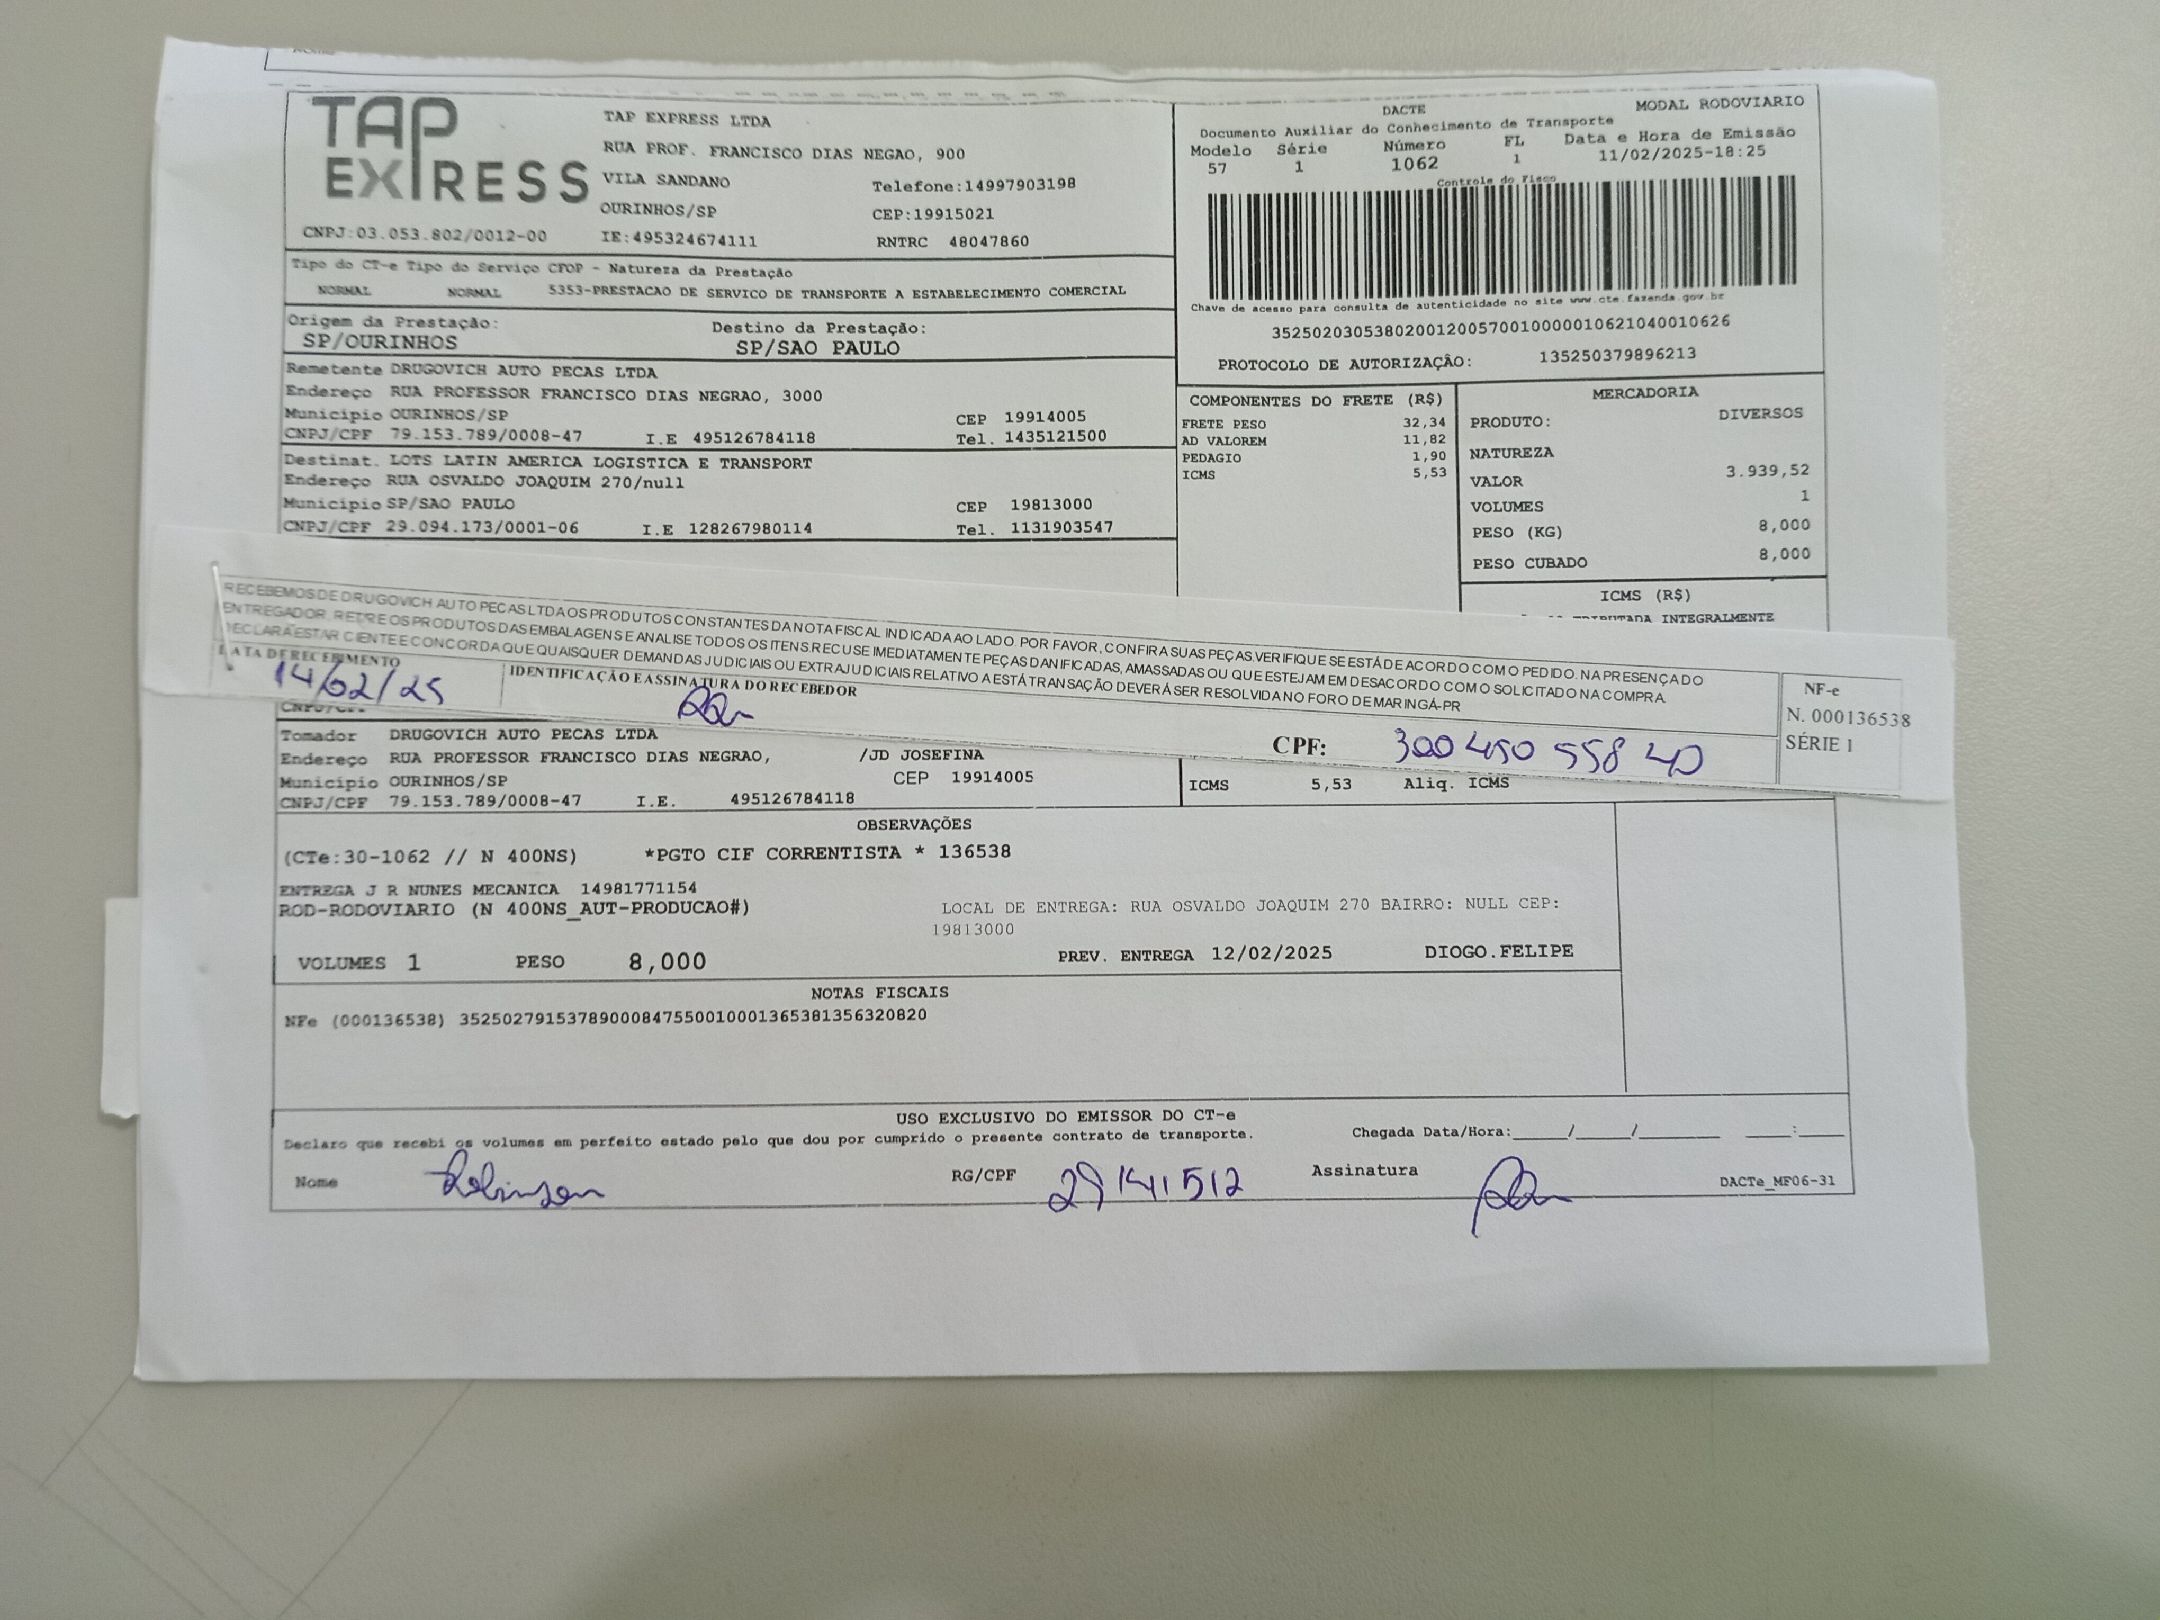 TAP
EXPRESS
TAP EXPRESS LTDA
RUA PROF. FRANCISCO DIAS NEGAO, 900
VILA SANDANO
Telefone:14997903198
OURINHOS/SP
CEP:19915021
CNPJ:03.053.802/0012-00
IE:495324674111
RNTRC 48047860
DACTE
MODAL RODOVIARIO
Documento Auxiliar do Conhecimento de Transporte
Modelo Série Número FL Data e Hora de Emissão
57 1 1062 1 11/02/2025-18:25
Controle do Fisco
Chave de acesso para consulta de autenticidade no site www.cte.fazenda.gov.br
35250203053802001200570010000010621040010626
PROTOCOLO DE AUTORIZAÇÃO: 135250379896213
Tipo do CT-e Tipo do Serviço CFOP - Natureza da Prestação
NORMAL NORMAL 5353-PRESTACAO DE SERVICO DE TRANSPORTE A ESTABELECIMENTO COMERCIAL
Origem da Prestação: Destino da Prestação:
SP/OURINHOS SP/SAO PAULO
Remetente DRUGOVICH AUTO PECAS LTDA
Endereço RUA PROFESSOR FRANCISCO DIAS NEGRAO, 3000
Município OURINHOS/SP CEP 19914005
CNPJ/CPF 79.153.789/0008-47 I.E 495126784118 Tel. 1435121500
Destinat. LOTS LATIN AMERICA LOGISTICA E TRANSPORT
Endereço RUA OSVALDO JOAQUIM 270/null
Município SP/SAO PAULO CEP 19813000
CNPJ/CPF 29.094.173/0001-06 I.E 128267980114 Tel. 1131903547
COMPONENTES DO FRETE (R$)
FRETE PESO 32,34
AD VALOREM 11,82
PEDAGIO 1,90
ICMS 5,53
MERCADORIA
PRODUTO: DIVERSOS
NATUREZA
VALOR 3.939,52
VOLUMES 1
PESO (KG) 8,000
PESO CUBADO 8,000
ICMS (R$)
INTEGRALMENTE
RECEBEMOS DE DRUGOVICH AUTO PECAS LTDA OS PRODUTOS CONSTANTES DA NOTA FISCAL INDICADA AO LADO. POR FAVOR, CONFIRA SUAS PEÇAS, VERIFIQUE SE ESTÁ DE ACORDO COM O PEDIDO. NA PRESENÇA DO
ENTREGADOR, RETIRE OS PRODUTOS DAS EMBALAGENS E ANALISE TODOS OS ITENS, RECUSE IMEDIATAMENTE PEÇAS DANIFICADAS, AMASSADAS OU QUE ESTEJAM EM DESACORDO COM O SOLICITADO NA COMPRA.
DECLARA ESTAR CIENTE E CONCORDA QUE QUAISQUER DEMANDAS JUDICIAIS OU EXTRAJUDICIAIS RELATIVO A ESTÁ TRANSAÇÃO DEVERÁ SER RESOLVIDA NO FORO DE MARINGÁ-PR
DATA DE RECEBIMENTO
14/02/25
IDENTIFICAÇÃO E ASSINATURA DO RECEBEDOR
CPF: 300 450 558 40
NF-e
N. 000136538
SÉRIE 1
CNPJ/CPF
Tomador DRUGOVICH AUTO PECAS LTDA
Endereço RUA PROFESSOR FRANCISCO DIAS NEGRAO, /JD JOSEFINA
Município OURINHOS/SP CEP 19914005
CNPJ/CPF 79.153.789/0008-47 I.E. 495126784118
ICMS 5,53 Aliq. ICMS
OBSERVAÇÕES
(CTe:30-1062 // N 400NS) *PGTO CIF CORRENTISTA * 136538
ENTREGA J R NUNES MECANICA 14981771154
ROD-RODOVIARIO (N 400NS_AUT-PRODUCAO#)
LOCAL DE ENTREGA: RUA OSVALDO JOAQUIM 270 BAIRRO: NULL CEP:
19813000
VOLUMES 1 PESO 8,000 PREV. ENTREGA 12/02/2025 DIOGO.FELIPE
NOTAS FISCAIS
NFe (000136538) 35250279153789000847550010001365381356320820
USO EXCLUSIVO DO EMISSOR DO CT-e
Declaro que recebi os volumes em perfeito estado pelo que dou por cumprido o presente contrato de transporte.
Chegada Data/Hora:_____/_____/_______ ____:____
Nome Robinson RG/CPF 29141512 Assinatura
DACTe_MF06-31